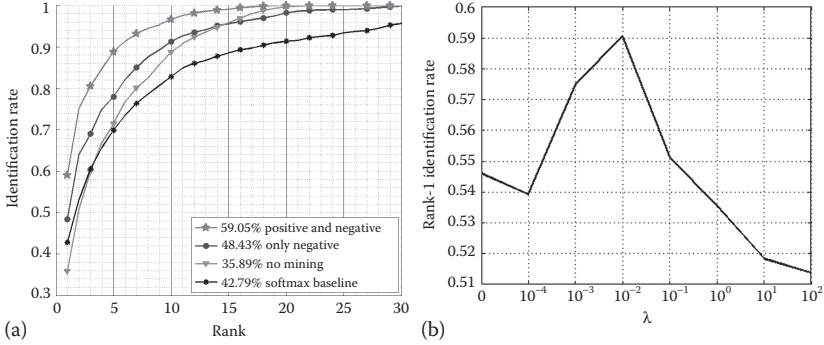 1
0.9
0.8
0.7
0.6
0.5
0.4
0.3
Identification rate
59.05% positive and negative
48.43% only negative
35.89% no mining
42.79% softmax baseline
0 5 10 15 20 25 30
Rank
(a)
0.6
0.59
0.58
0.57
0.56
0.55
0.54
0.53
0.52
0.51
Rank-1 identification rate
0 10⁻⁴ 10⁻³ 10⁻² 10⁻¹ 10⁰ 10¹ 10²
λ
(b)